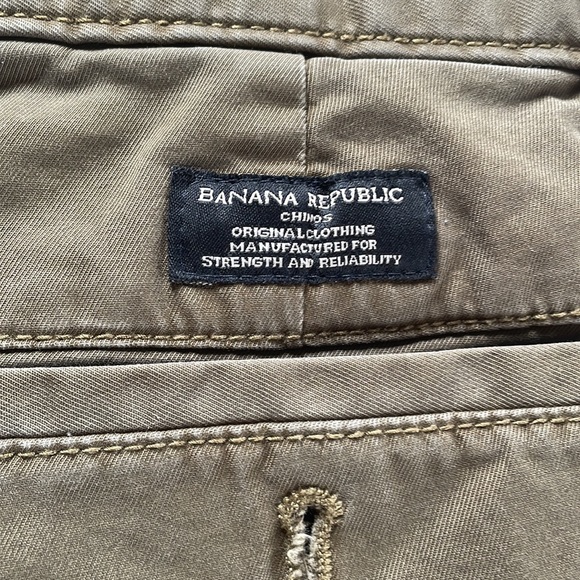 BANANA REPUBLIC
CHINOS
ORIGINAL CLOTHING
MANUFACTURED FOR
STRENGTH AND RELIABILITY